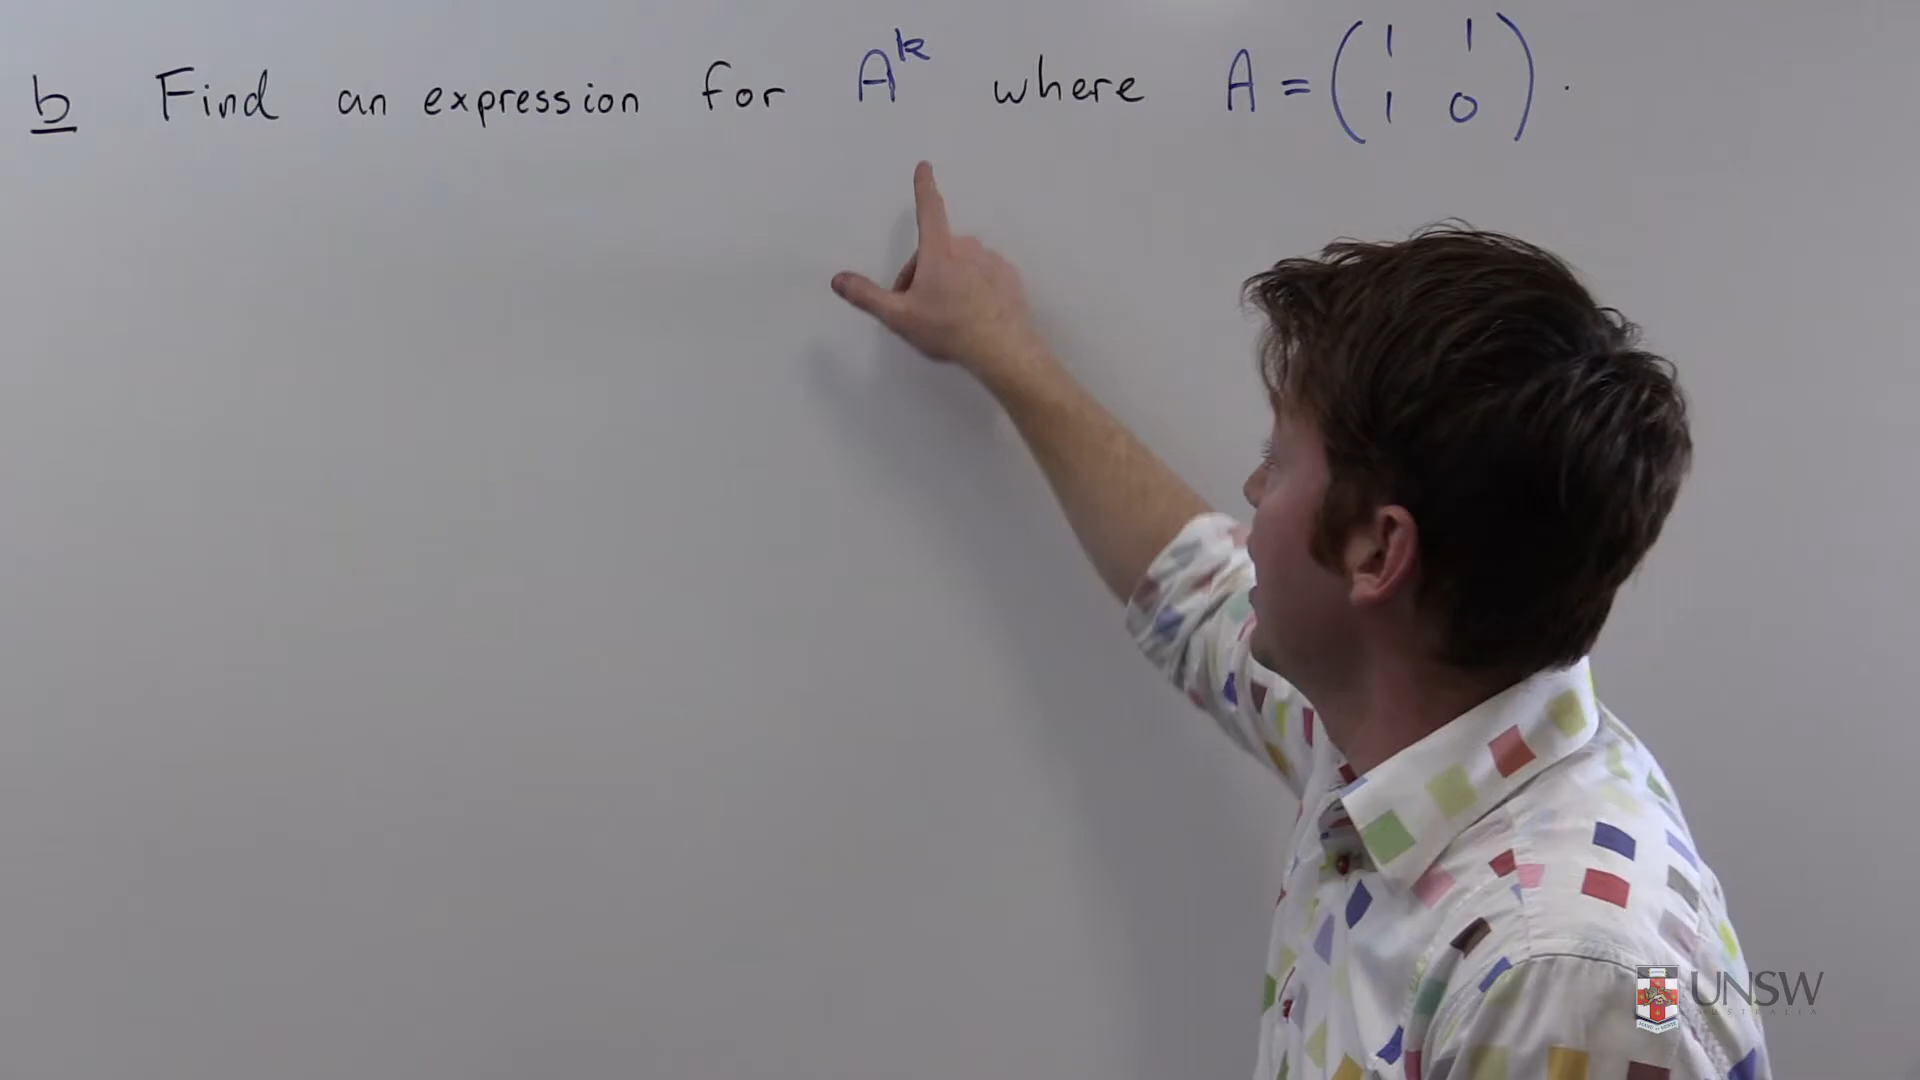 b Find an expression for A^k where A = (1 1
1 0).
UNSW
AUSTRALIA